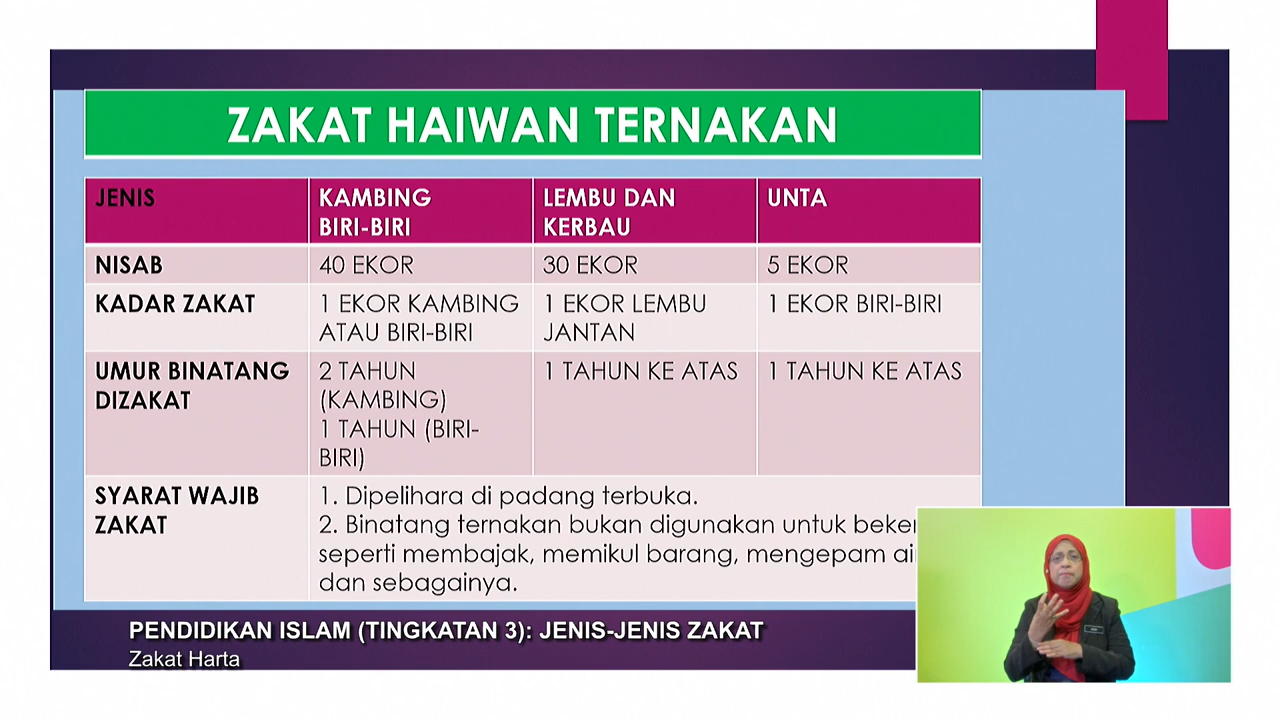 ZAKAT HAIWAN TERNAKAN
JENIS
KAMBING
BIRI-BIRI
LEMBU DAN
KERBAU
UNTA
NISAB
40 EKOR
30 EKOR
5 EKOR
KADAR ZAKAT
1 EKOR KAMBING
ATAU BIRI-BIRI
1 EKOR LEMBU
JANTAN
1 EKOR BIRI-BIRI
UMUR BINATANG
DIZAKAT
2 TAHUN
(KAMBING)
1 TAHUN (BIRI-
BIRI)
1 TAHUN KE ATAS
1 TAHUN KE ATAS
SYARAT WAJIB
ZAKAT
1. Dipelihara di padang terbuka.
2. Binatang ternakan bukan digunakan untuk
seperti membajak, memikul barang, mengepam
dan sebagainya.
PENDIDIKAN ISLAM (TINGKATAN 3): JENIS-JENIS ZAKAT
Zakat Harta